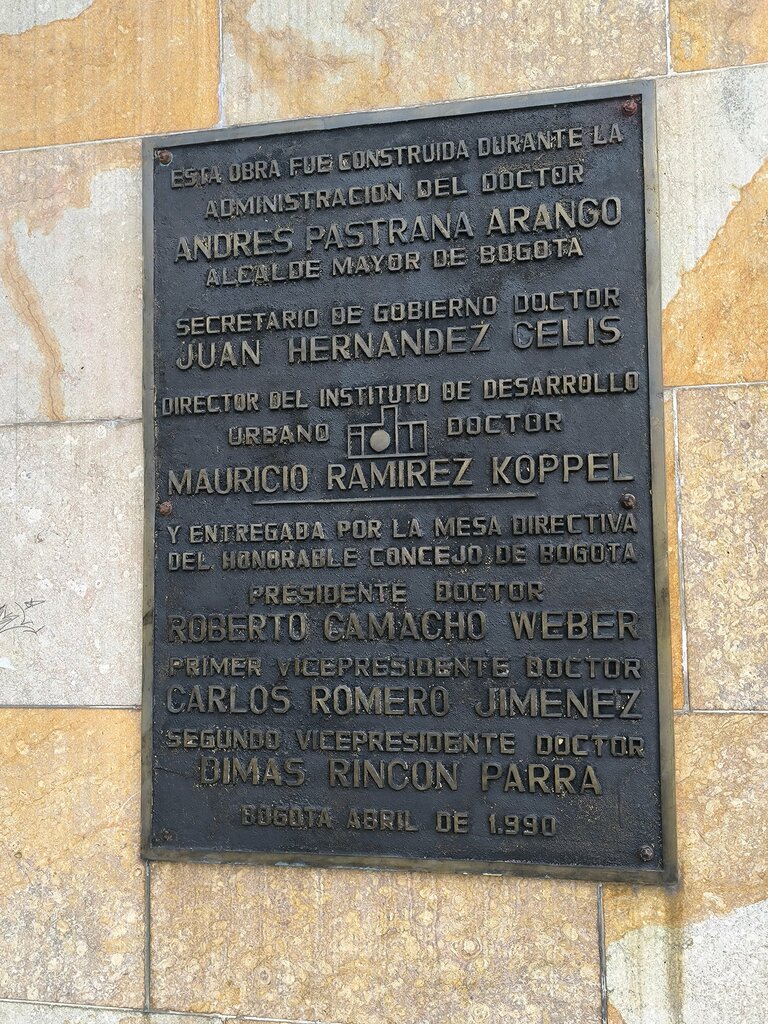 ESTA OBRA FUE CONSTRUIDA DURANTE LA
ADMINISTRACION DEL DOCTOR
ANDRES PASTRANA ARANGO
ALCALDE MAYOR DE BOGOTA
SECRETARIO DE GOBIERNO DOCTOR
JUAN HERNANDEZ CELIS
DIRECTOR DEL INSTITUTO DE DESARROLLO
URBANO DOCTOR
MAURICIO RAMIREZ KOPPEL
Y ENTREGADA POR LA MESA DIRECTIVA
DEL HONORABLE CONCEJO DE BOGOTA
PRESIDENTE DOCTOR
ROBERTO CAMACHO WEBER
PRIMER VICEPRESIDENTE DOCTOR
CARLOS ROMERO JIMENEZ
SEGUNDO VICEPRESIDENTE DOCTOR
DIMAS RINCON PARRA
BOGOTA ABRIL DE 1.990